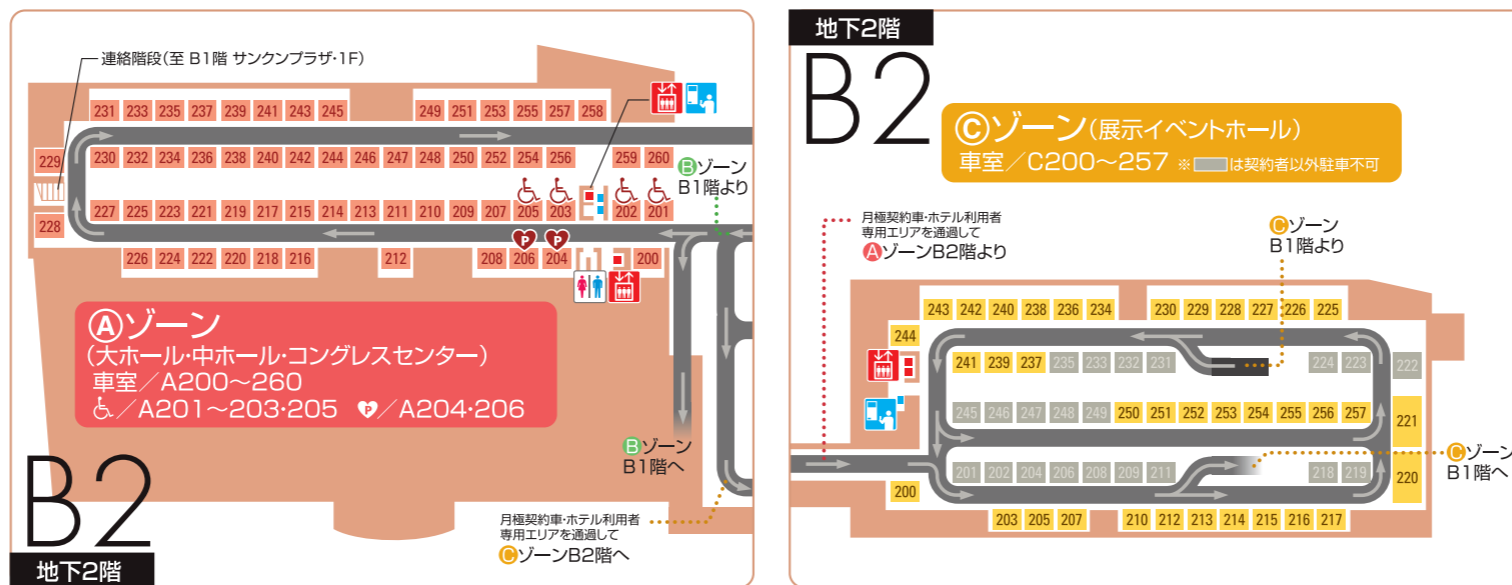 連絡階段(至 B1階 サンクンプラザ・1F)
231 233 235 237 239 241 243 245 249 251 253 255 257 258
230 232 234 236 238 240 242 244 246 247 248 250 252 254 256 259 260
229
228
Bゾーン
B1階より
227 225 223 221 219 217 215 214 213 211 210 209 207 205 203 202 201
P P
226 224 222 220 218 216 212 208 206 204 200
Aゾーン
(大ホール・中ホール・コングレスセンター)
車室/A200〜260
/A201〜203・205 P/A204・206
Bゾーン
B1階へ
月極契約車・ホテル利用者
専用エリアを通過して
CゾーンB2階へ
B2
地下2階
地下2階
B2
Cゾーン(展示イベントホール)
車室/C200〜257 ※は契約者以外駐車不可
月極契約車・ホテル利用者
専用エリアを通過して
AゾーンB2階より
Cゾーン
B1階より
243 242 240 238 236 234 230 229 228 227 226 225
244
241 239 237 235 233 232 231 224 223 222
245 246 247 248 249 250 251 252 253 254 255 256 257 221
201 202 204 206 208 209 211 218 219 220
200
Cゾーン
B1階へ
203 205 207 210 212 213 214 215 216 217